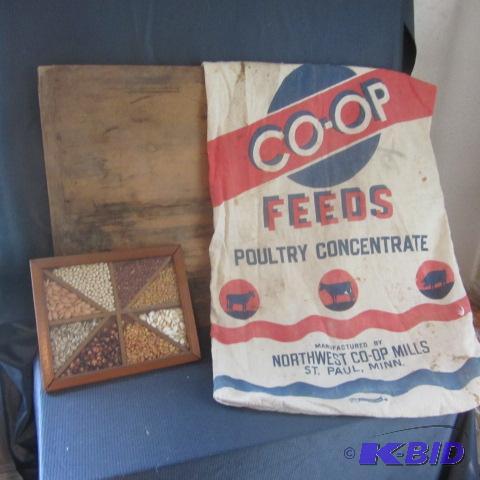 CO-OP
FEEDS
POULTRY CONCENTRATE
MANUFACTURED BY
NORTHWEST CO-OP MILLS
ST. PAUL, MINN.
© K-BID